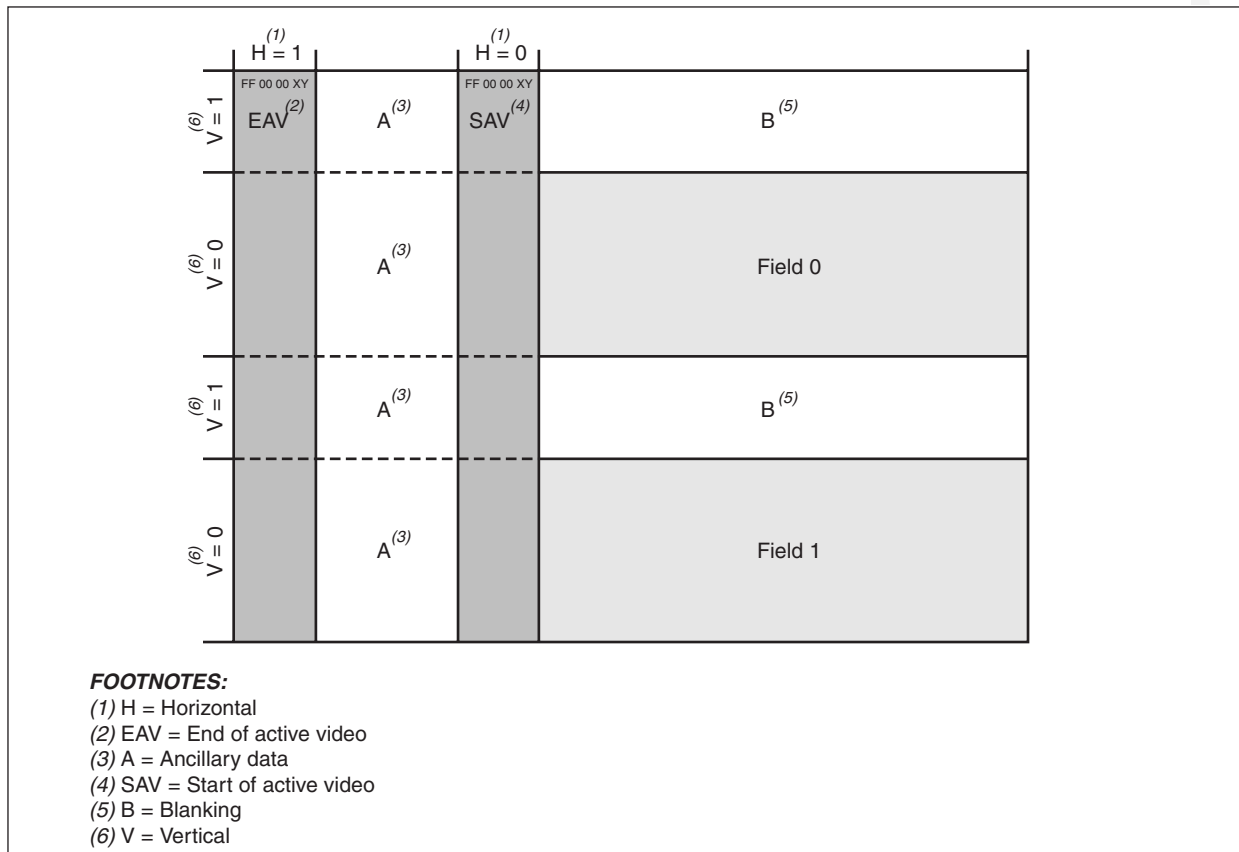 (1) (1)
H = 1 H = 0
FF 00 00 XY FF 00 00 XY
(6) V = 1 EAV(2) A(3) SAV(4) B(5)
(6) V = 0 A(3) Field 0
(6) V = 1 A(3) B(5)
(6) V = 0 A(3) Field 1
FOOTNOTES:
(1) H = Horizontal
(2) EAV = End of active video
(3) A = Ancillary data
(4) SAV = Start of active video
(5) B = Blanking
(6) V = Vertical